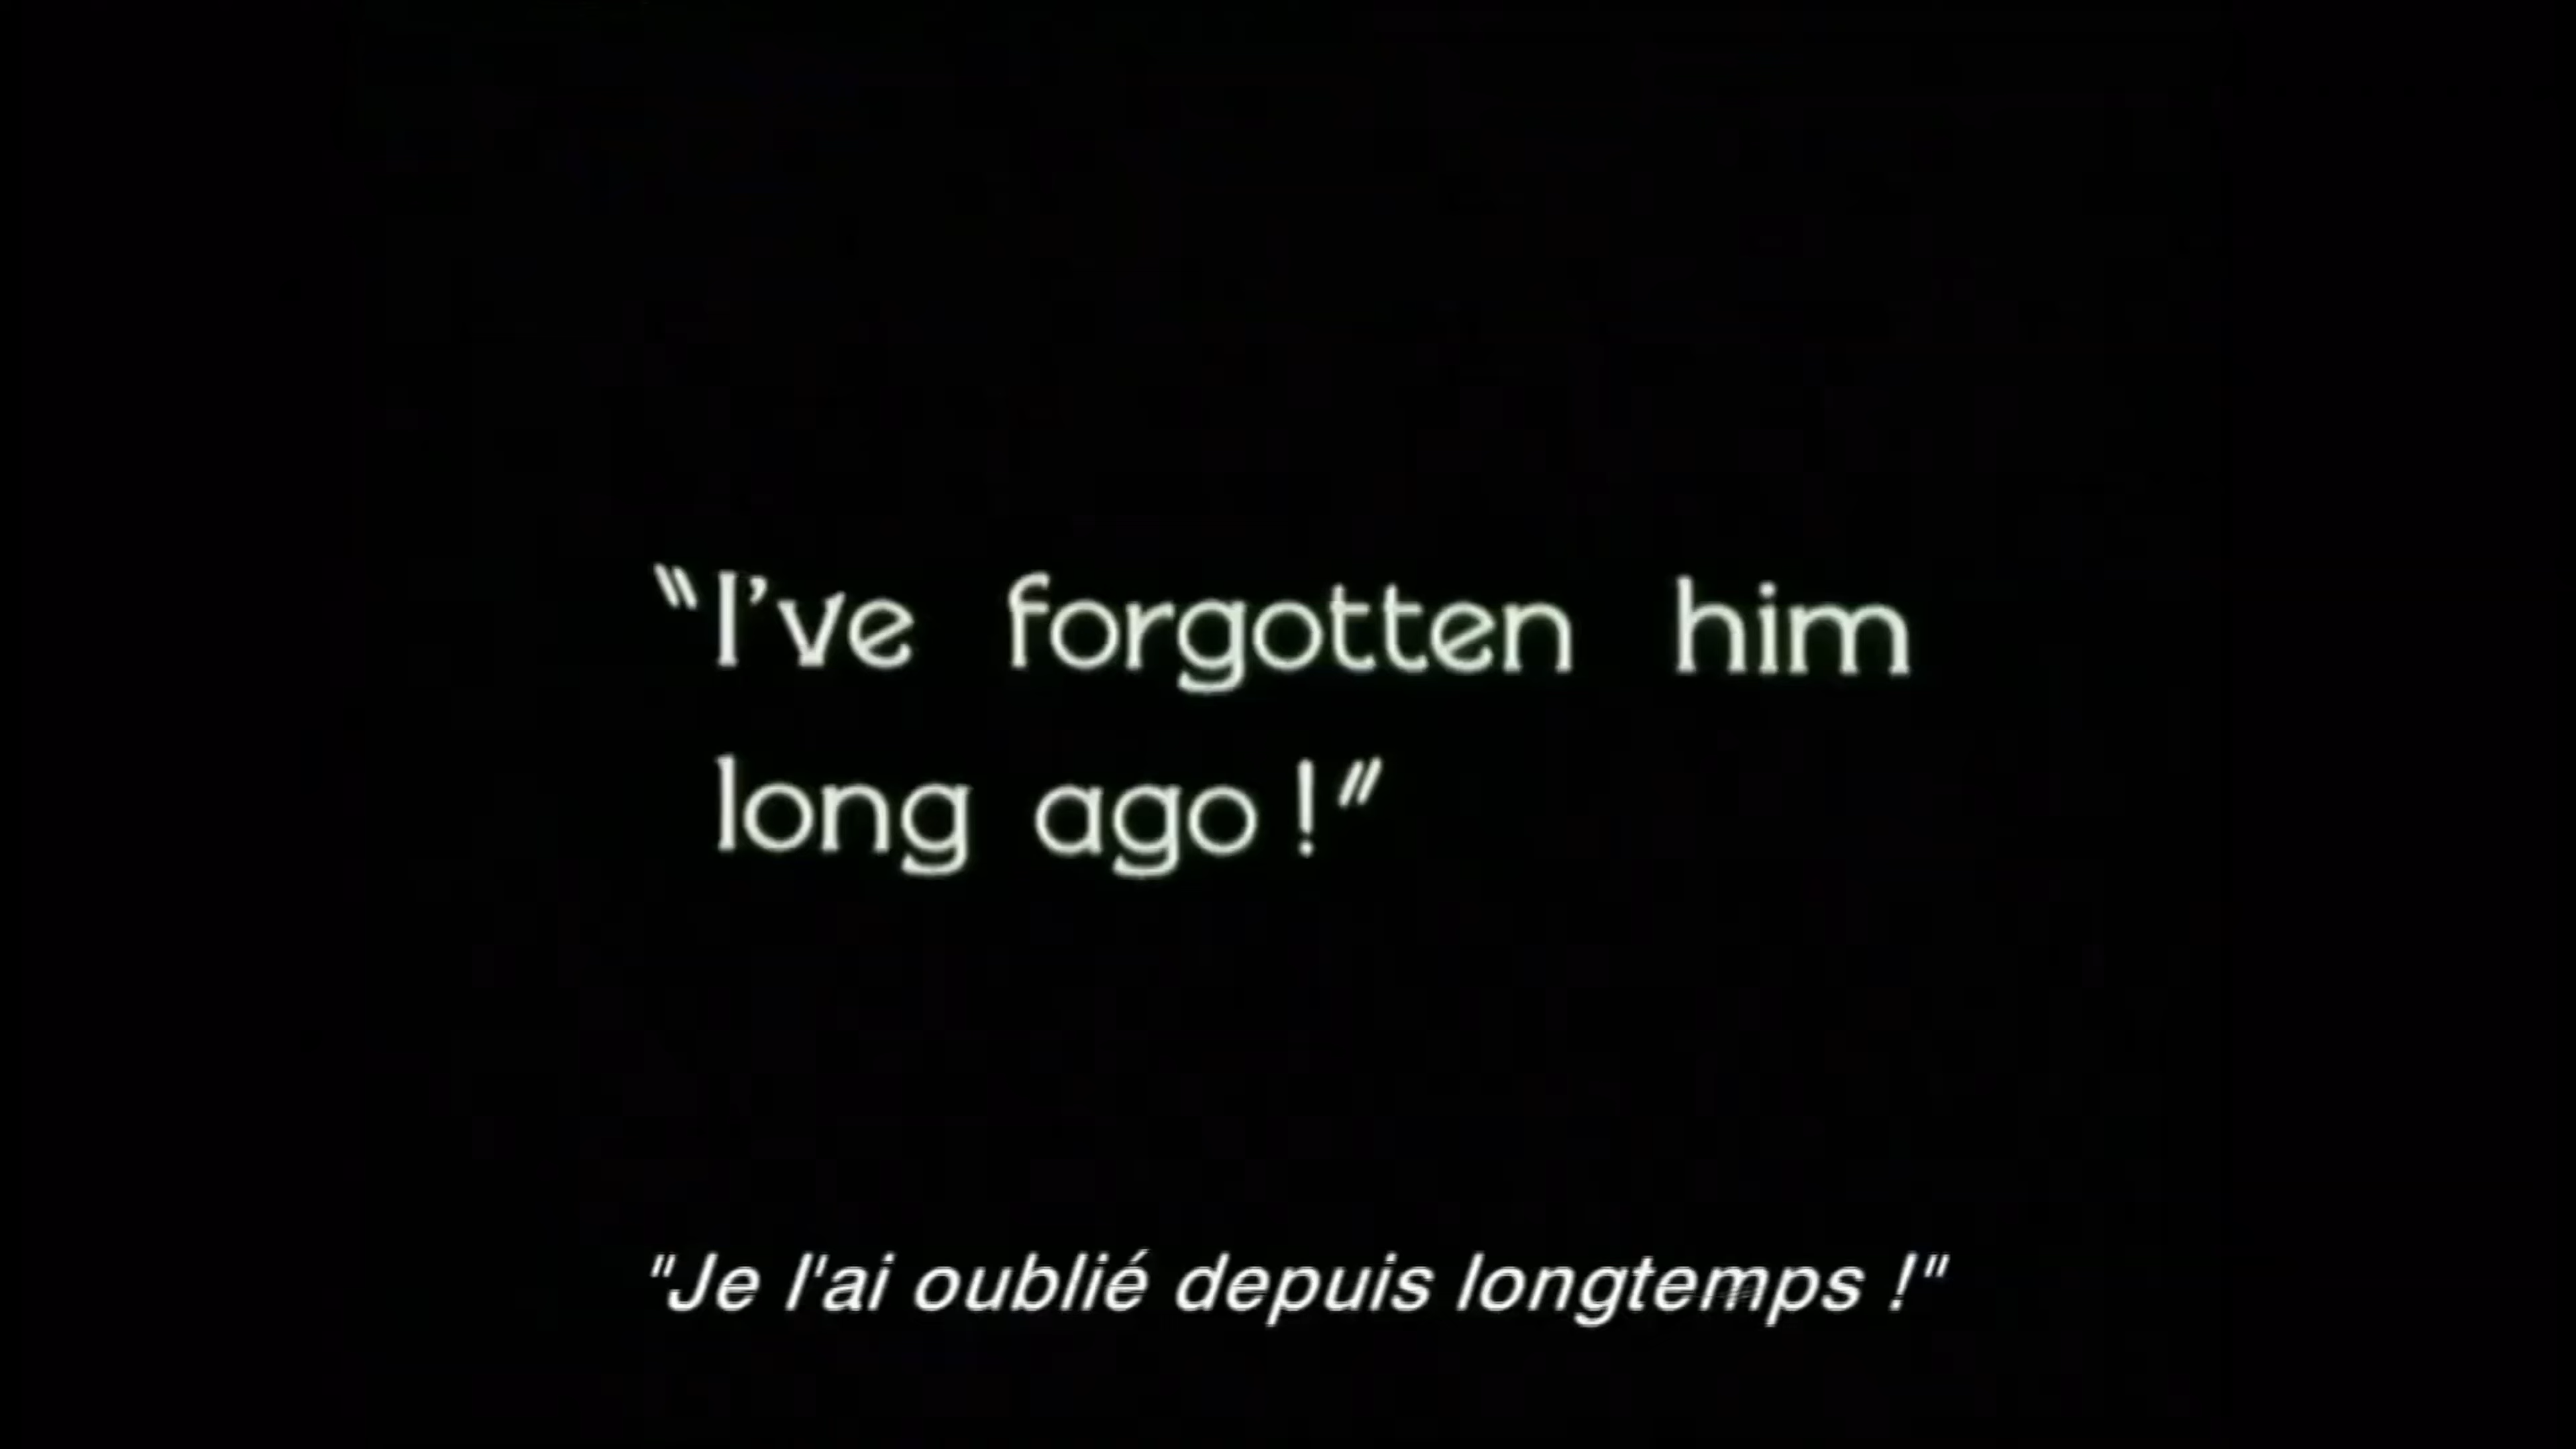 “I've forgotten him
long ago !”
"Je l'ai oublié depuis longtemps !"